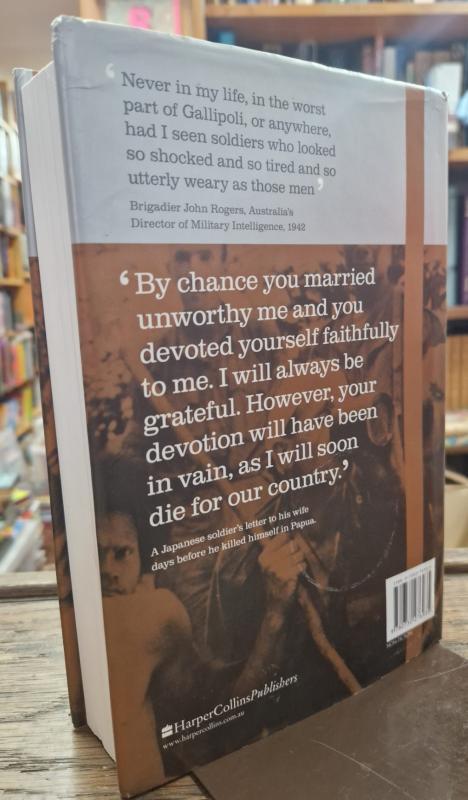 ‘Never in my life, in the worst
part of Gallipoli, or anywhere,
had I seen soldiers who looked
so shocked and so tired and so
utterly weary as those men’
Brigadier John Rogers, Australia's
Director of Military Intelligence, 1942
‘By chance you married
unworthy me and you
devoted yourself faithfully
to me. I will always be
grateful. However, your
devotion will have been
in vain, as I will soon
die for our country.’
A Japanese soldier's letter to his wife
days before he killed himself in Papua.
HarperCollinsPublishers
www.harpercollins.com.au